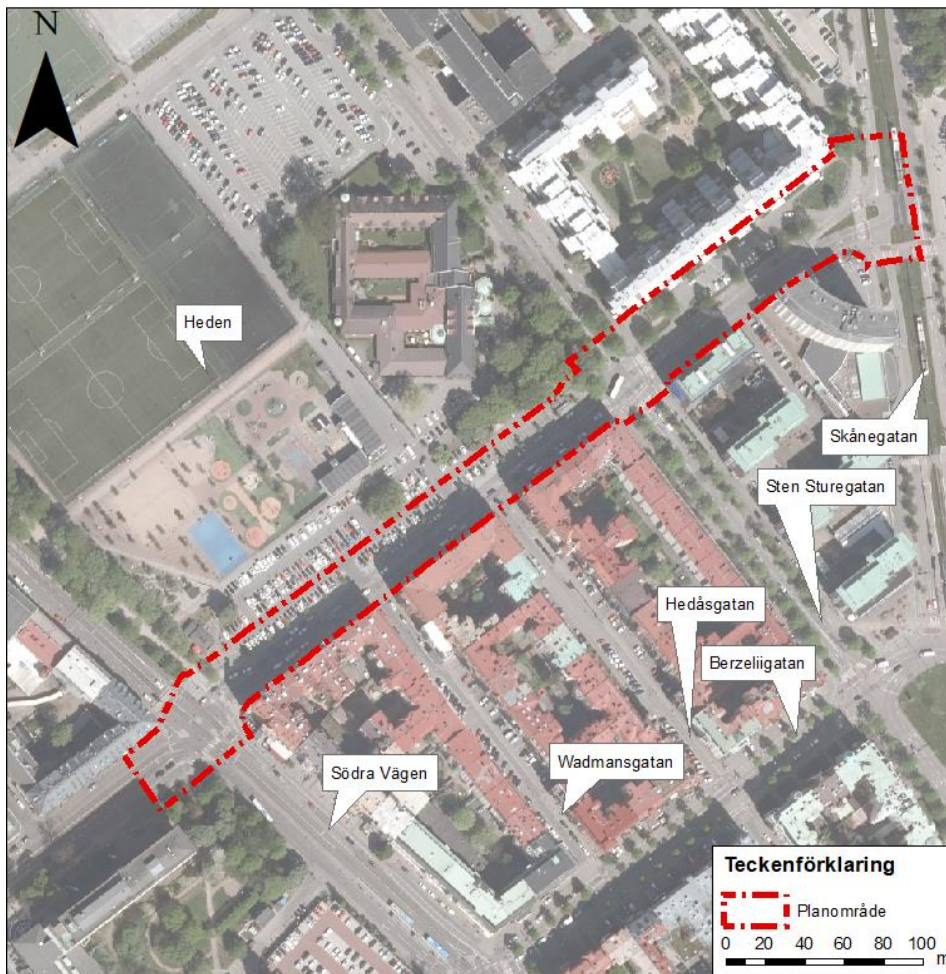 N
Heden
Skånegatan
Sten Sturegatan
Hedåsgatan
Berzeliigatan
Wadmansgatan
Södra Vägen
Teckenförklaring
Planområde
0 20 40 60 80 100
m